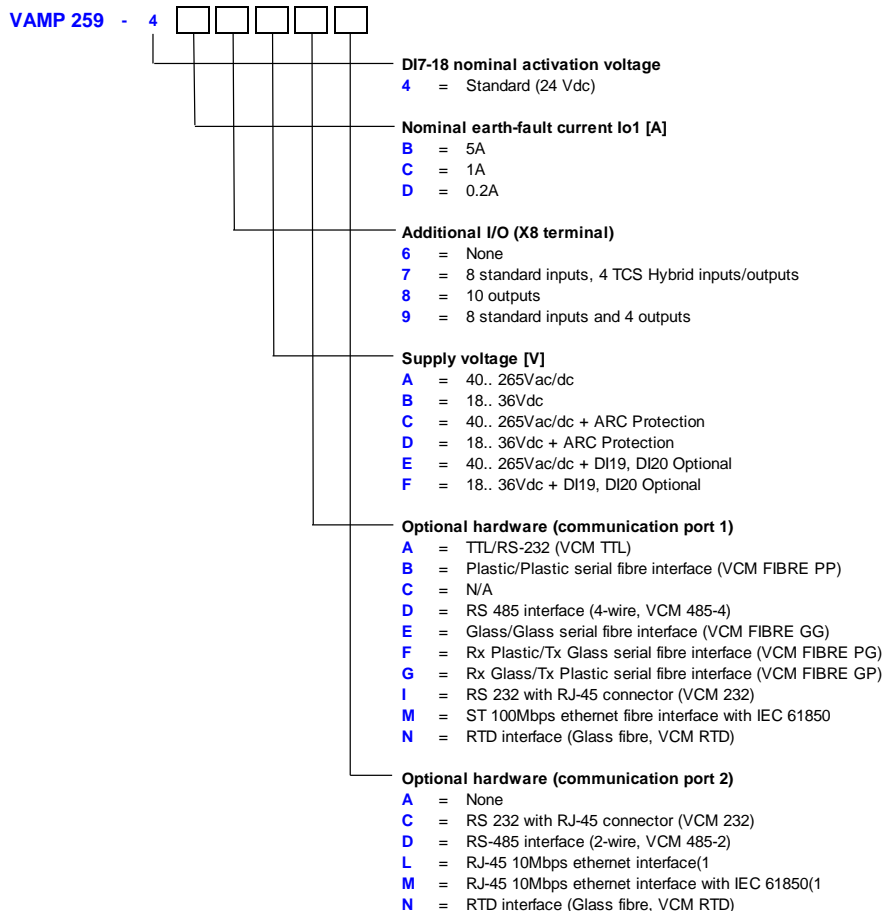 VAMP 259 - 4
DI7-18 nominal activation voltage
4 = Standard (24 Vdc)
Nominal earth-fault current Io1 [A]
B = 5A
C = 1A
D = 0.2A
Additional I/O (X8 terminal)
6 = None
7 = 8 standard inputs, 4 TCS Hybrid inputs/outputs
8 = 10 outputs
9 = 8 standard inputs and 4 outputs
Supply voltage [V]
A = 40.. 265Vac/dc
B = 18.. 36Vdc
C = 40.. 265Vac/dc + ARC Protection
D = 18.. 36Vdc + ARC Protection
E = 40.. 265Vac/dc + DI19, DI20 Optional
F = 18.. 36Vdc + DI19, DI20 Optional
Optional hardware (communication port 1)
A = TTL/RS-232 (VCM TTL)
B = Plastic/Plastic serial fibre interface (VCM FIBRE PP)
C = N/A
D = RS 485 interface (4-wire, VCM 485-4)
E = Glass/Glass serial fibre interface (VCM FIBRE GG)
F = Rx Plastic/Tx Glass serial fibre interface (VCM FIBRE PG)
G = Rx Glass/Tx Plastic serial fibre interface (VCM FIBRE GP)
I = RS 232 with RJ-45 connector (VCM 232)
M = ST 100Mbps ethernet fibre interface with IEC 61850
N = RTD interface (Glass fibre, VCM RTD)
Optional hardware (communication port 2)
A = None
C = RS 232 with RJ-45 connector (VCM 232)
D = RS-485 interface (2-wire, VCM 485-2)
L = RJ-45 10Mbps ethernet interface(1
M = RJ-45 10Mbps ethernet interface with IEC 61850(1
N = RTD interface (Glass fibre, VCM RTD)